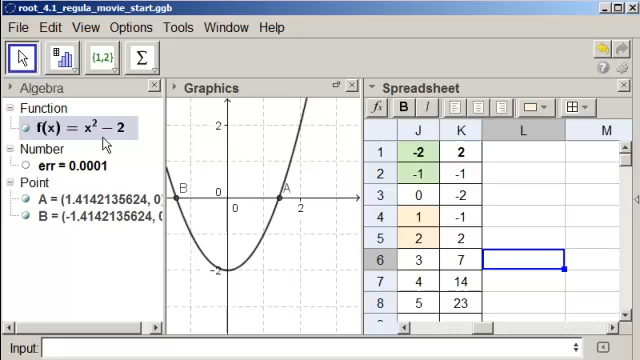 root_4.1_regula_movie_start.ggb
File Edit View Options Tools Window
{1,2} Σ
Algebra
Function
f(x) = x² − 2
Number
err = 0.0001
Point
A = (1.4142135624, 0
B = (-1.4142135624, 0
Graphics
2
B 0 A
0 2
-2
Spreadsheet
fx B I
J K L M
1 -2 2
2 -1 -1
3 0 -2
4 1 -1
5 2 2
6 3 7
7 4 14
8 5 23
Input: